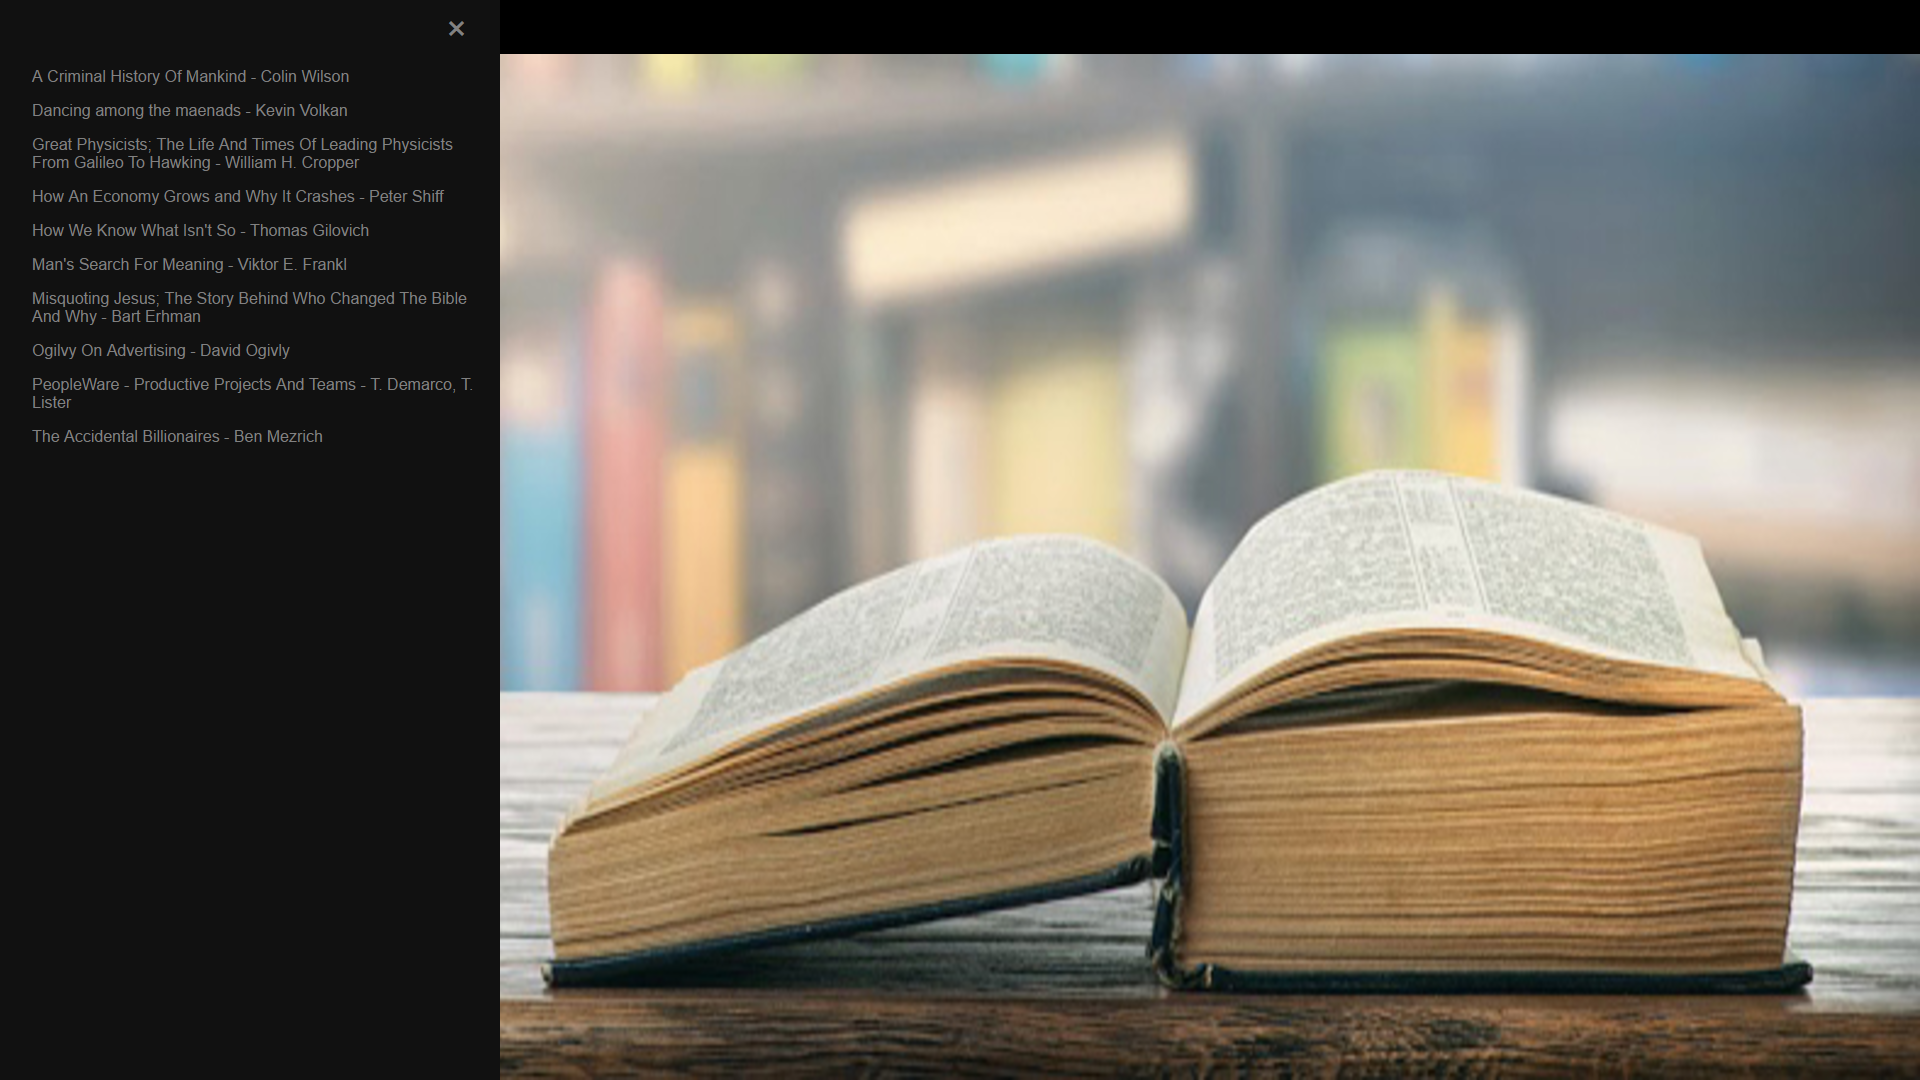 ×
A Criminal History Of Mankind - Colin Wilson
Dancing among the maenads - Kevin Volkan
Great Physicists; The Life And Times Of Leading Physicists
From Galileo To Hawking - William H. Cropper
How An Economy Grows and Why It Crashes - Peter Shiff
How We Know What Isn't So - Thomas Gilovich
Man's Search For Meaning - Viktor E. Frankl
Misquoting Jesus; The Story Behind Who Changed The Bible
And Why - Bart Erhman
Ogilvy On Advertising - David Ogivly
PeopleWare - Productive Projects And Teams - T. Demarco, T.
Lister
The Accidental Billionaires - Ben Mezrich